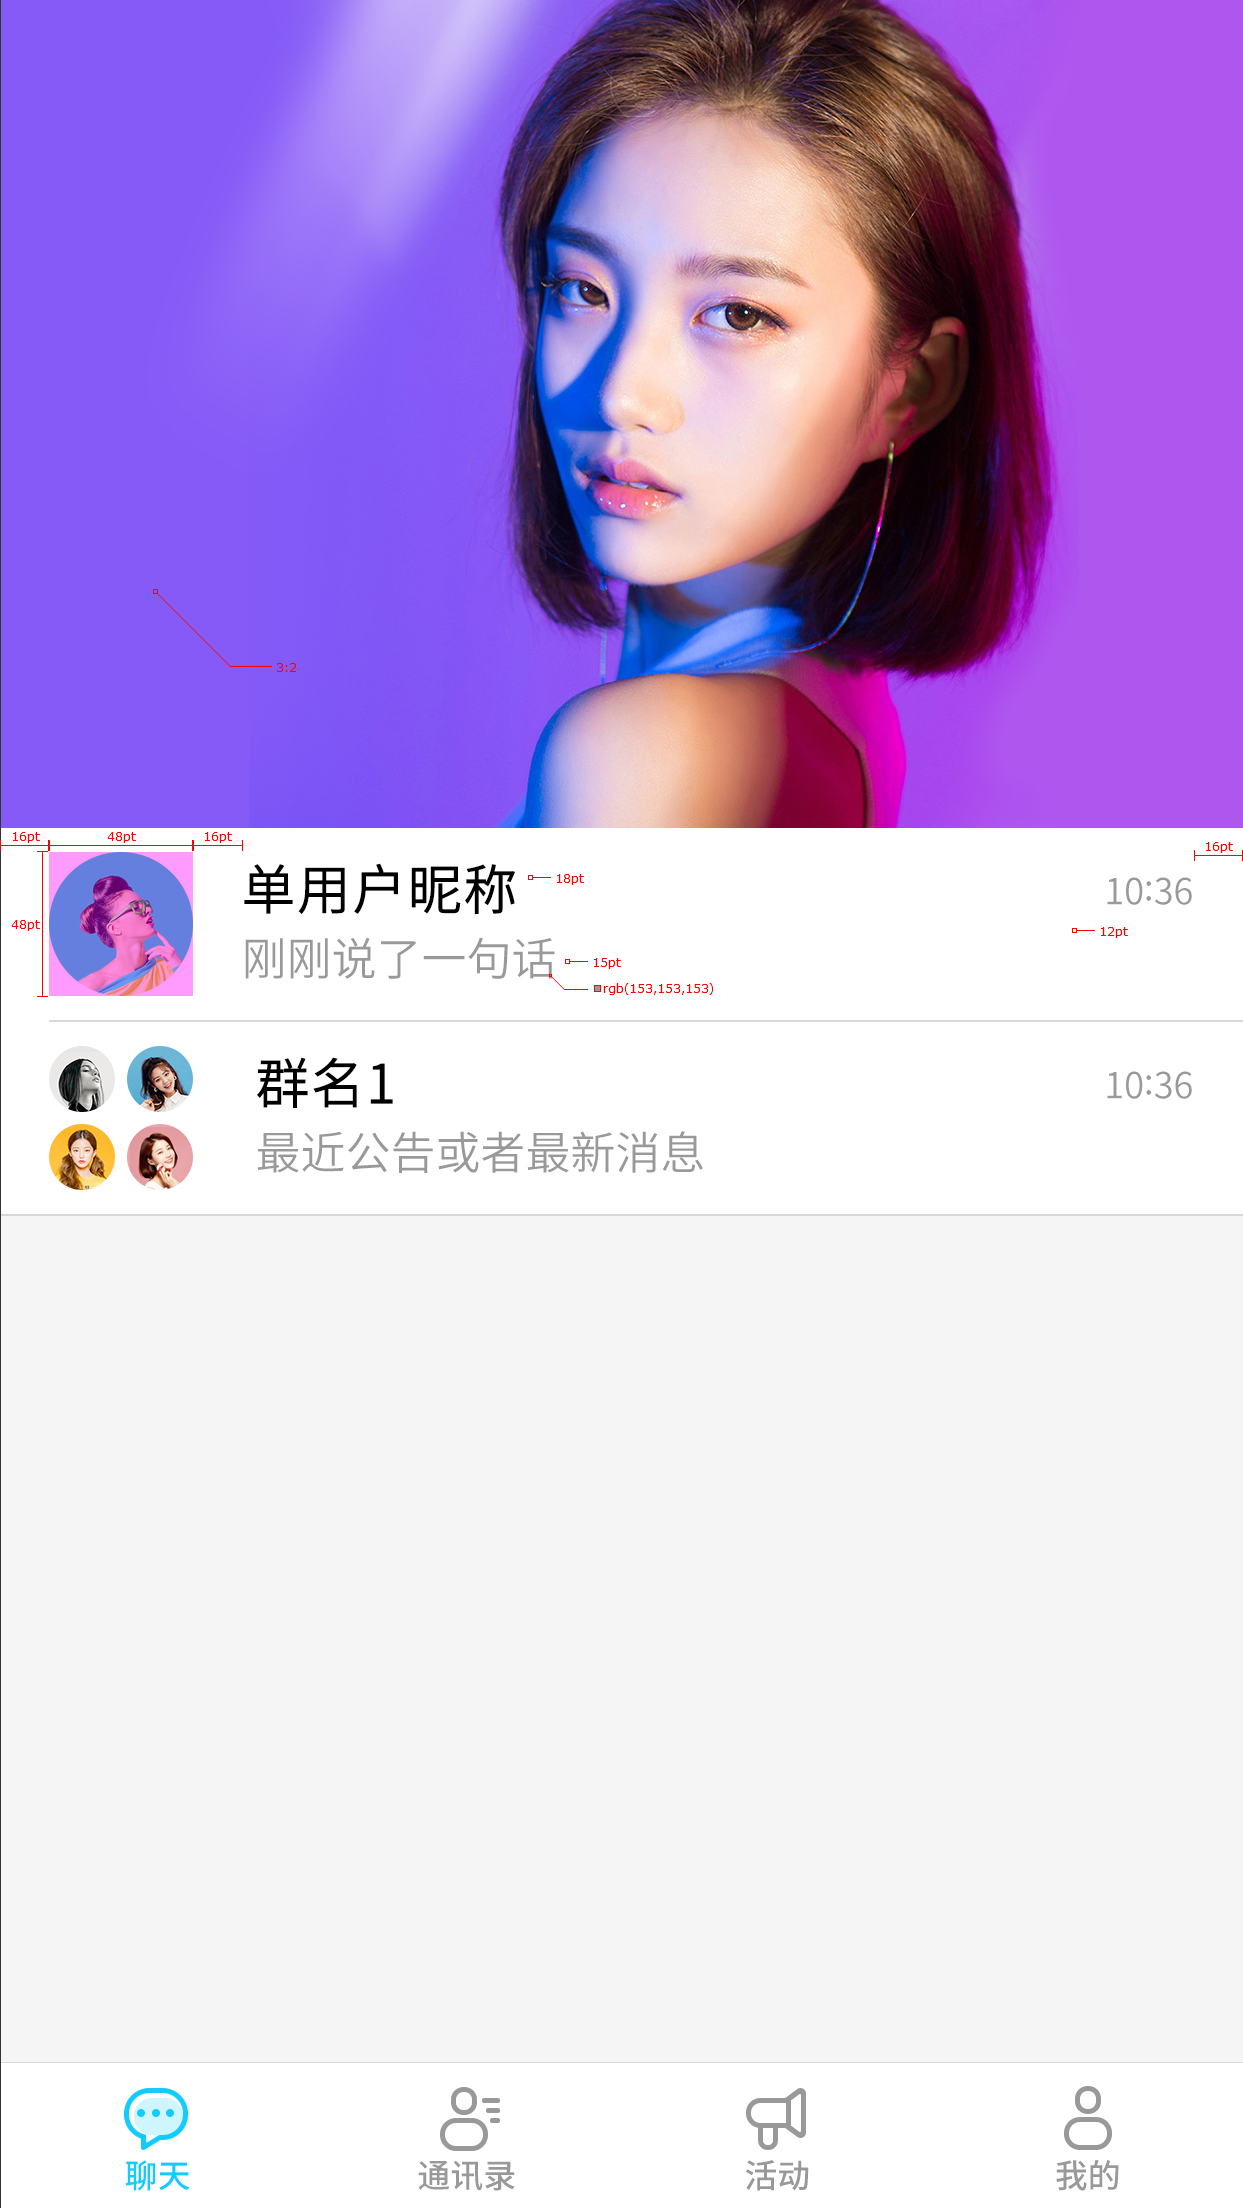 3:2
16pt 48pt 16pt
16pt
48pt
单用户昵称
18pt
10:36
12pt
刚刚说了一句话
15pt
rgb(153,153,153)
群名1
10:36
最近公告或者最新消息
聊天 通讯录 活动 我的